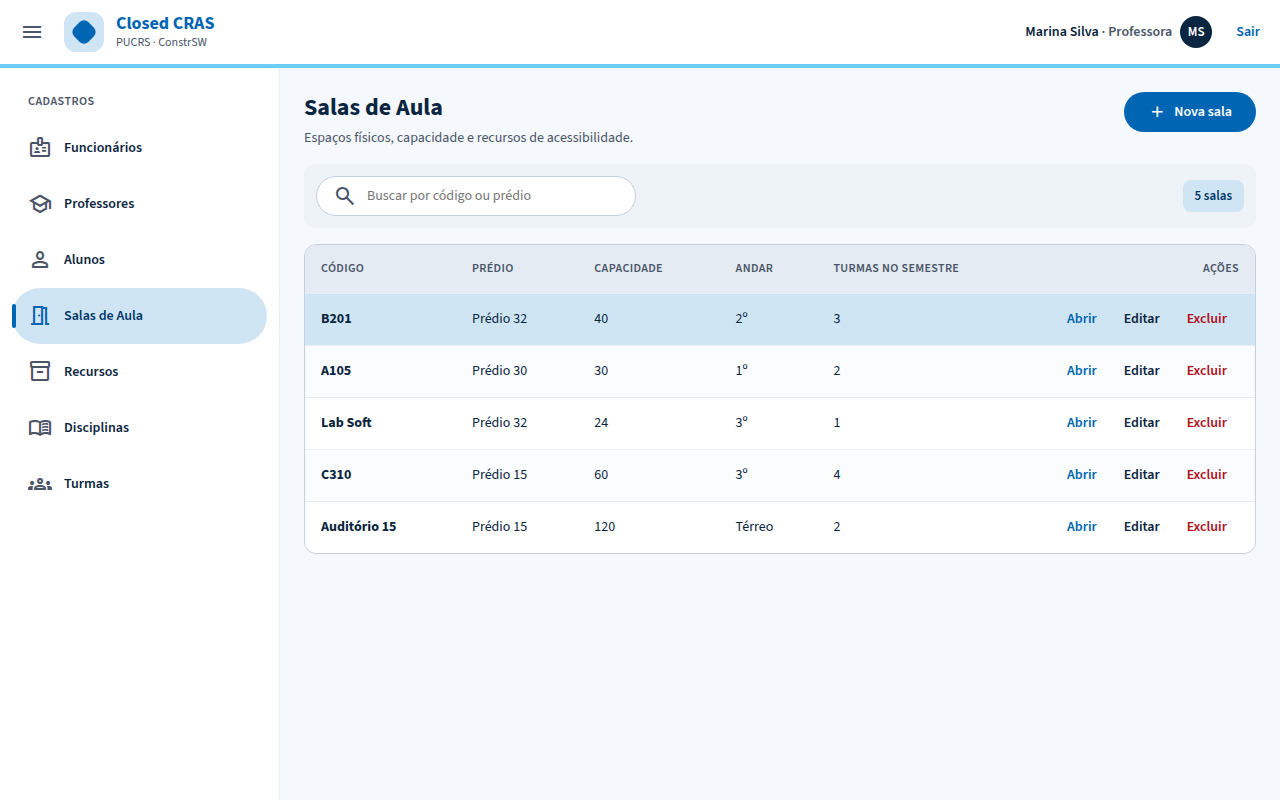 Closed CRAS
PUCRS · ConstrSW
Marina Silva · Professora
MS
Sair
CADASTROS
Funcionários
Professores
Alunos
Salas de Aula
Recursos
Disciplinas
Turmas
Salas de Aula
Espaços físicos, capacidade e recursos de acessibilidade.
Nova sala
Buscar por código ou prédio
5 salas
CÓDIGO PRÉDIO CAPACIDADE ANDAR TURMAS NO SEMESTRE AÇÕES
B201 Prédio 32 40 2º 3 Abrir Editar Excluir
A105 Prédio 30 30 1º 2 Abrir Editar Excluir
Lab Soft Prédio 32 24 3º 1 Abrir Editar Excluir
C310 Prédio 15 60 3º 4 Abrir Editar Excluir
Auditório 15 Prédio 15 120 Térreo 2 Abrir Editar Excluir